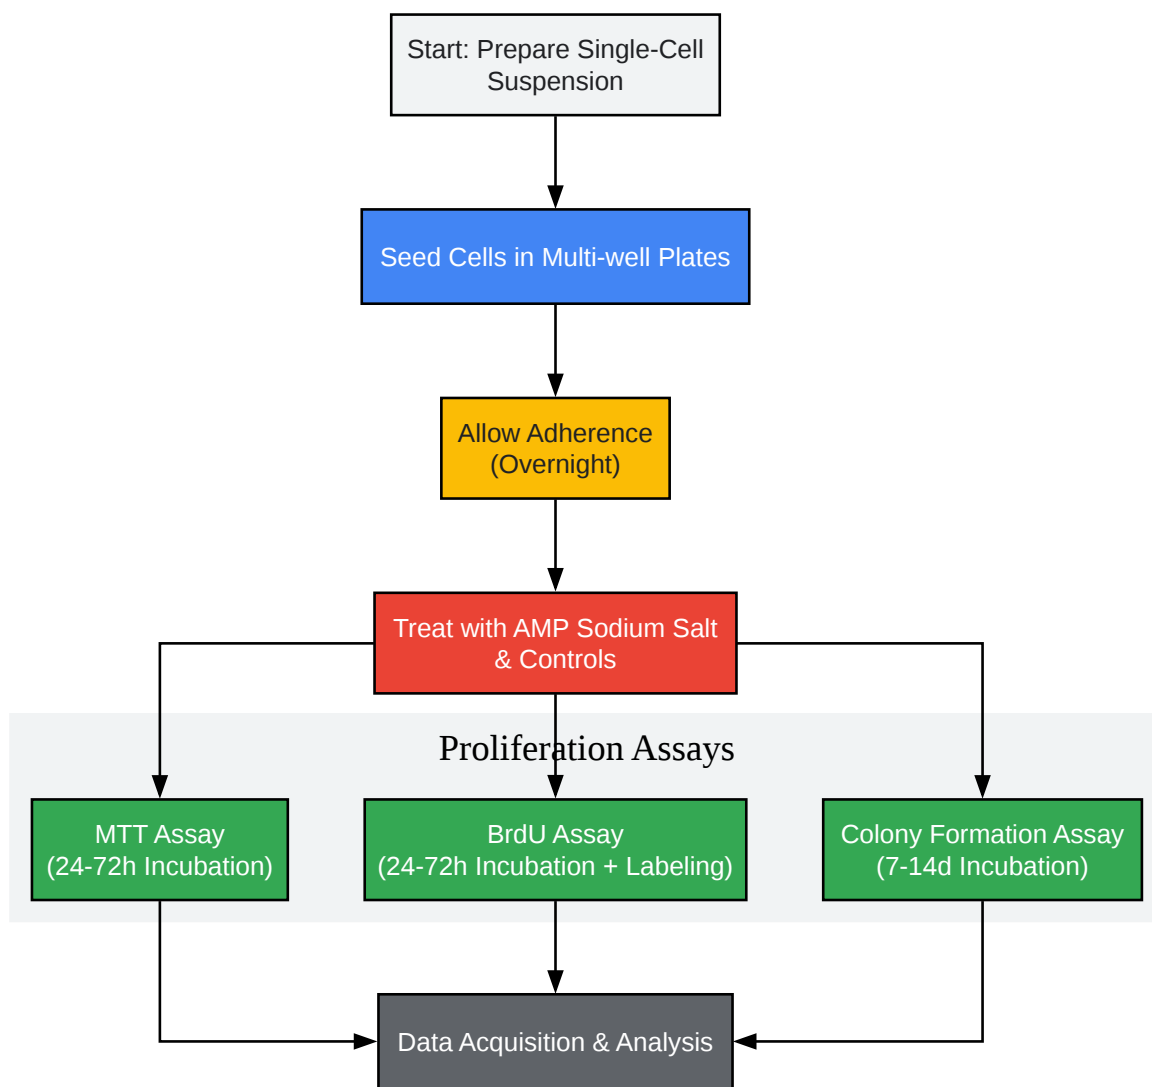 Start: Prepare Single-Cell
Suspension
Seed Cells in Multi-well Plates
Allow Adherence
(Overnight)
Treat with AMP Sodium Salt
& Controls
Proliferation Assays
MTT Assay
(24-72h Incubation)
BrdU Assay
(24-72h Incubation + Labeling)
Colony Formation Assay
(7-14d Incubation)
Data Acquisition & Analysis